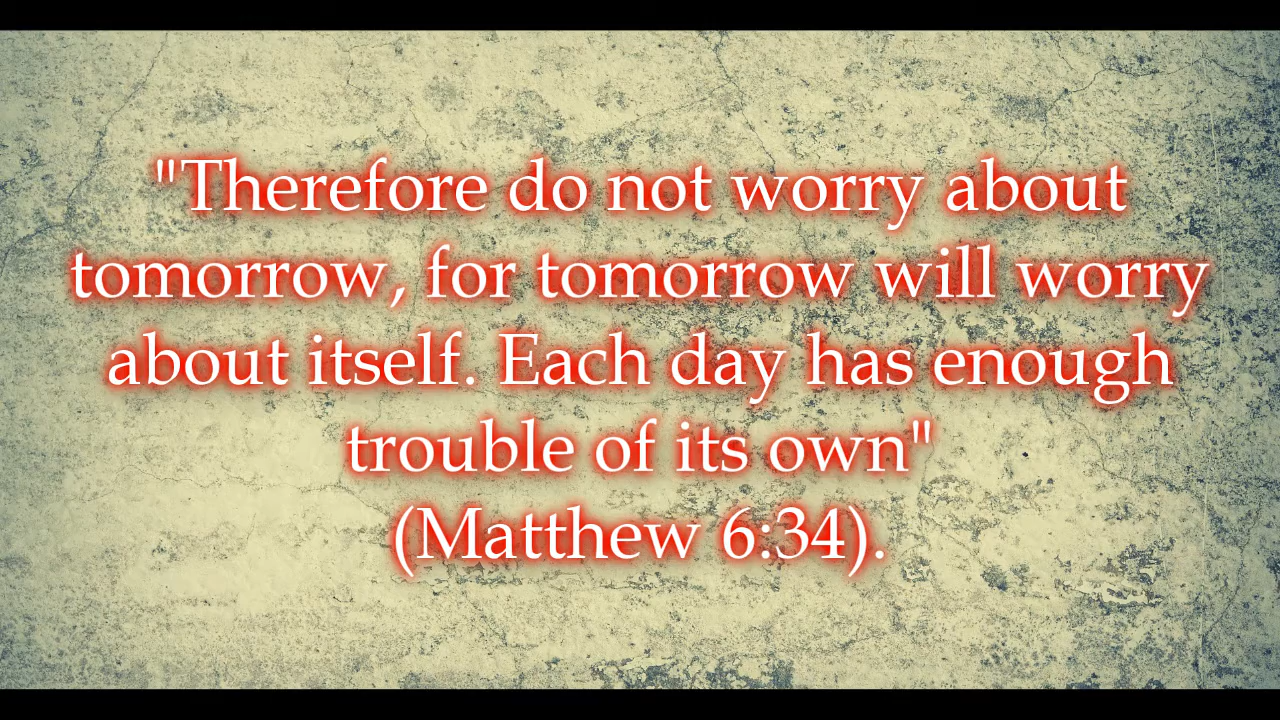 "Therefore do not worry about
tomorrow, for tomorrow will worry
about itself. Each day has enough
trouble of its own"
(Matthew 6:34).